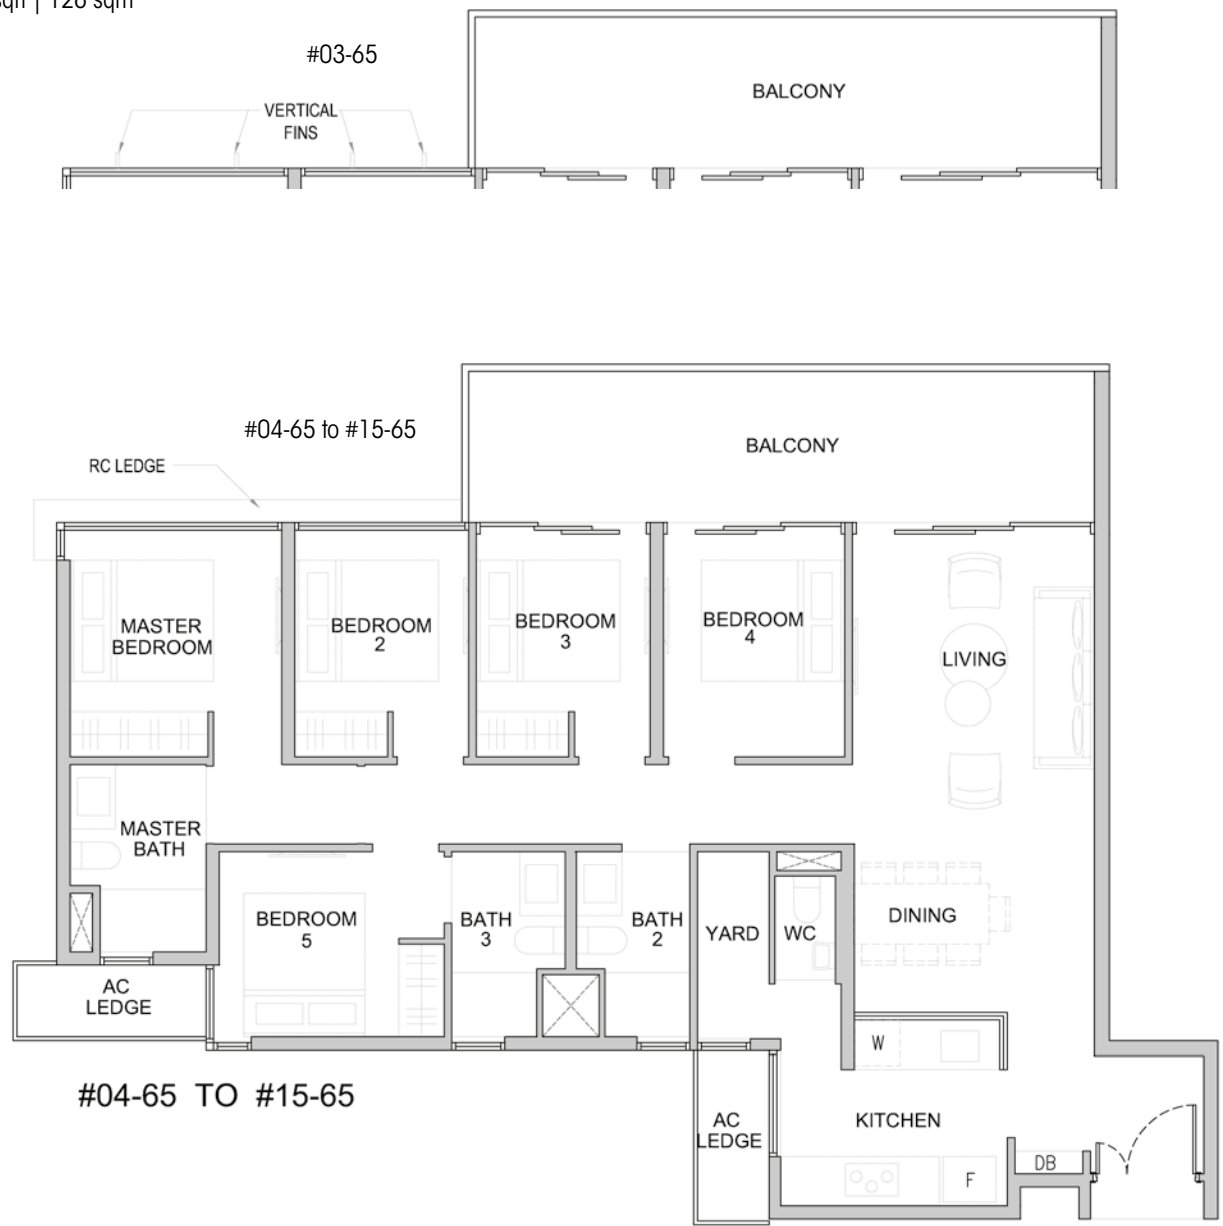 | 126 sqm
#03-65
BALCONY
VERTICAL
FINS
#04-65 to #15-65
BALCONY
RC LEDGE
MASTER
BEDROOM
BEDROOM
2
BEDROOM
3
BEDROOM
4
LIVING
MASTER
BATH
BEDROOM
5
BATH
3
BATH
2
YARD
WC
DINING
AC
LEDGE
W
#04-65 TO #15-65
AC
LEDGE
KITCHEN
DB
F